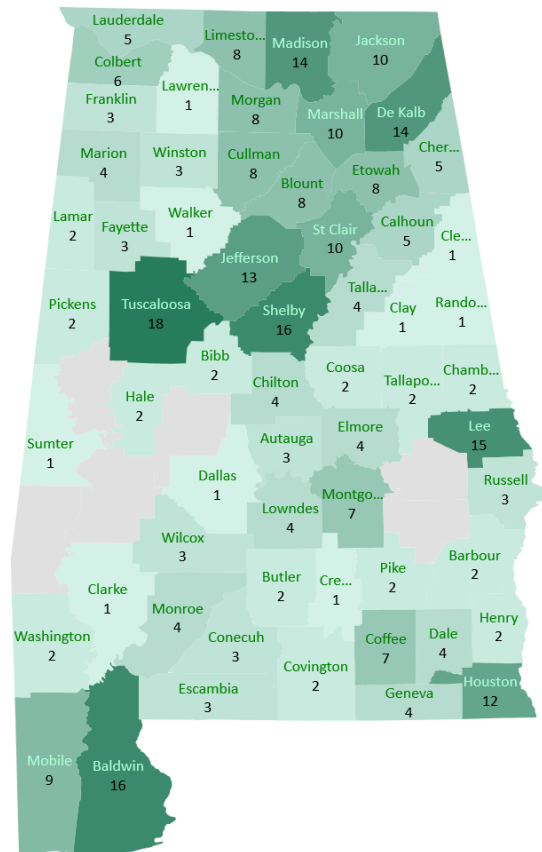 Lauderdale
5
Limesto...
8
Madison
14
Jackson
10
Colbert
6
Lawren...
1
Franklin
3
Morgan
8
Marshall
10
De Kalb
14
Marion
4
Winston
3
Cullman
8
Cher...
5
Blount
8
Etowah
8
Lamar
2
Fayette
3
Walker
1
St Clair
10
Calhoun
5
Cle...
1
Jefferson
13
Pickens
2
Tuscaloosa
18
Shelby
16
Talla...
4
Clay
1
Rando...
1
Bibb
2
Hale
2
Chilton
4
Coosa
2
Tallapo...
2
Chamb...
2
Sumter
1
Autauga
3
Elmore
4
Lee
15
Dallas
1
Lowndes
4
Montgo...
7
Russell
3
Wilcox
3
Clarke
1
Butler
2
Cre...
1
Pike
2
Barbour
2
Washington
2
Monroe
4
Conecuh
3
Covington
2
Coffee
7
Dale
4
Henry
2
Escambia
3
Geneva
4
Houston
12
Mobile
9
Baldwin
16